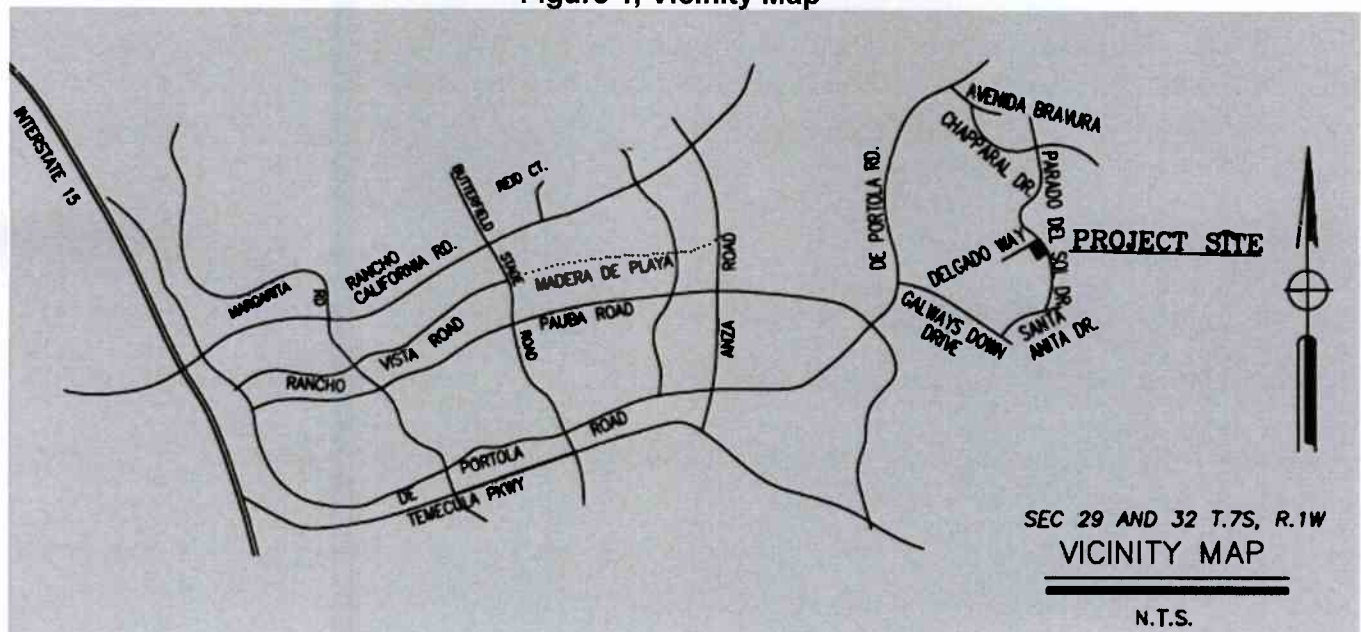 Figure 1, Vicinity Map
INTERSTATE 15
MARGARITA
RD
RANCHO
CALIFORNIA RD.
BUTTERFIELD
STAGE
ROAD
REID CT.
MADERA DE PLAYA
RANCHO
VISTA ROAD
PAUBA ROAD
DE
PORTOLA
ROAD
TEMECULA PKWY
ANZA
ROAD
DE PORTOLA RD.
AVENIDA BRAVURA
CHAPPARAL DR.
PARADO DEL SOL DR.
DELGADO WAY
PROJECT SITE
GALWAYS DOWN
DRIVE
SANTA
ANITA DR.
SEC 29 AND 32 T.7S, R.1W
VICINITY MAP
N.T.S.